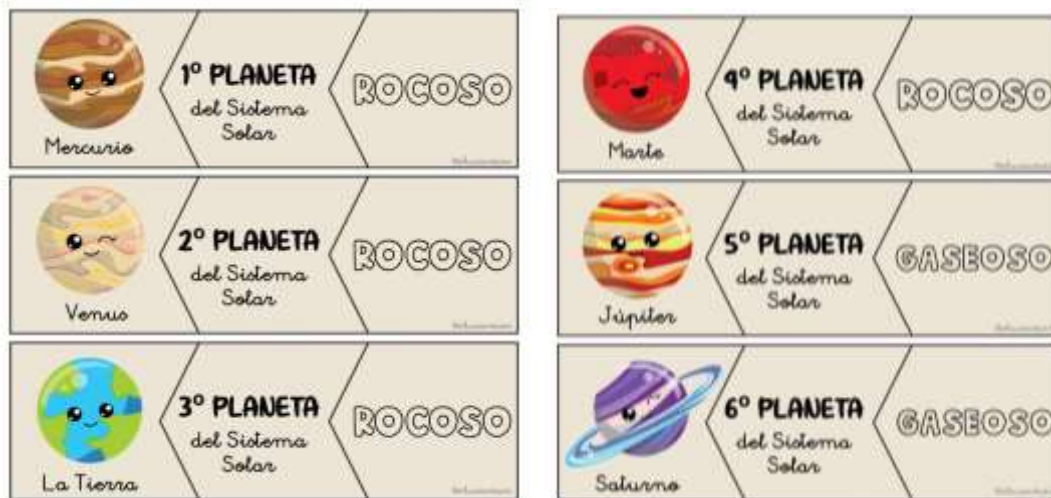 Mercurio
1º PLANETA
del Sistema
Solar
ROCOSO
Venus
2º PLANETA
del Sistema
Solar
ROCOSO
La Tierra
3º PLANETA
del Sistema
Solar
ROCOSO
Marte
4º PLANETA
del Sistema
Solar
ROCOSO
Júpiter
5º PLANETA
del Sistema
Solar
GASEOSO
Saturno
6º PLANETA
del Sistema
Solar
GASEOSO